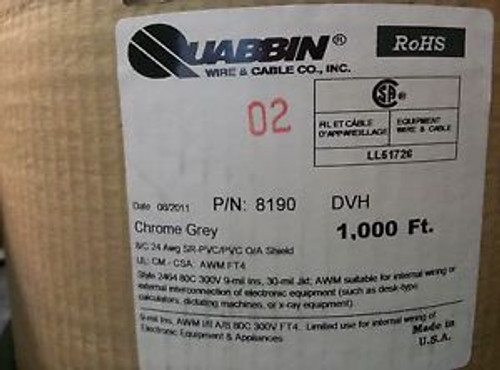 QUABBIN®
WIRE & CABLE CO., INC.
RoHS
02
FIL ET CÂBLE D'APPAREILLAGE
EQUIPMENT WIRE & CABLE
LL51726
Date 08/2011 P/N: 8190 DVH
Chrome Grey 1,000 Ft.
8/C 24 Awg SR-PVC/PVC O/A Shield
UL: CM - CSA: AWM FT4
Style 2464 80C 300V 9-mil Ins, 30-mil Jkt; AWM suitable for internal wiring or
external interconnection of electronic equipment (such as desk-type
calculators, dictating machines, or x-ray equipment).
9-mil Ins, AWM I/II A/B 80C 300V FT4. Limited use for internal wiring of
Electronic Equipment & Appliances
Made in
U.S.A.